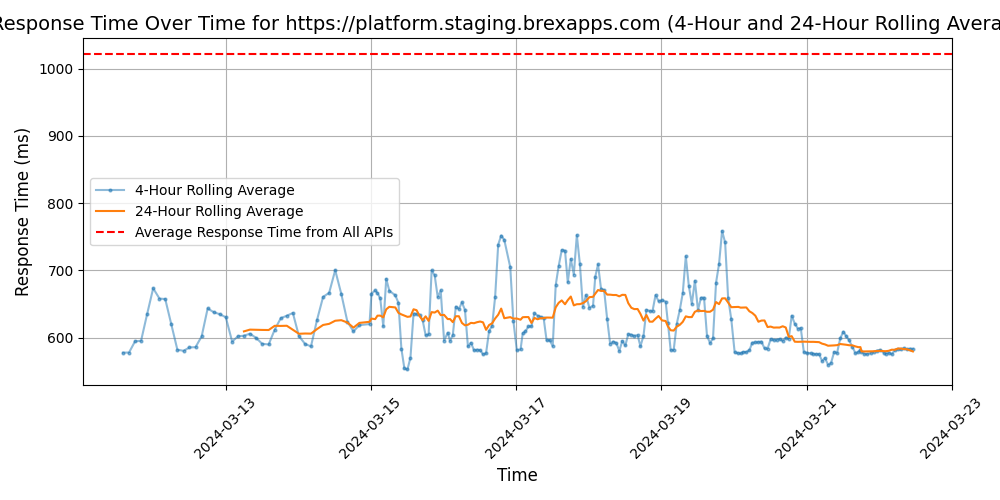 Response Time Over Time for https://platform.staging.brexapps.com (4-Hour and 24-Hour Rolling Avera
1000
900
800
700
600
Response Time (ms)
4-Hour Rolling Average
24-Hour Rolling Average
Average Response Time from All APIs
2024-03-13
2024-03-15
2024-03-17
2024-03-19
2024-03-21
2024-03-23
Time